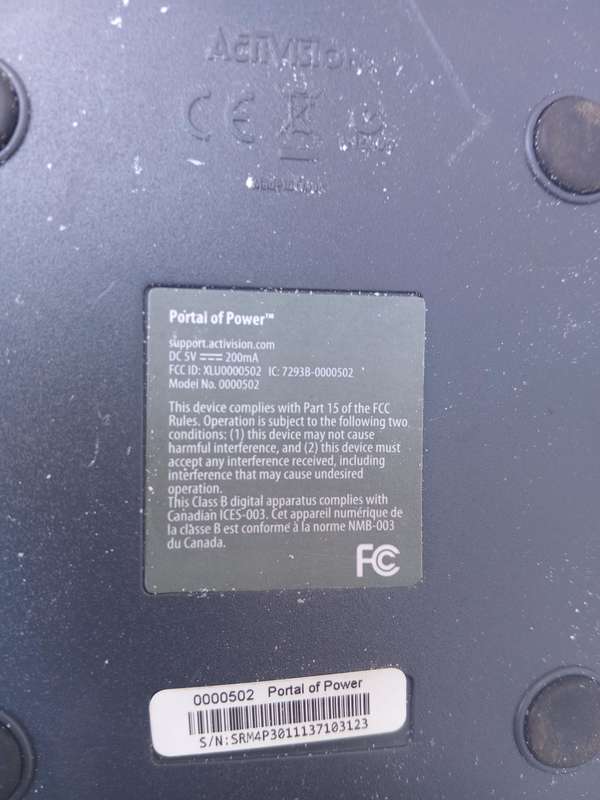 ACTIVISION
CE
Portal of Power™
support.activision.com
DC 5V 200mA
FCC ID: XLU0000502 IC: 7293B-0000502
Model No. 0000502
This device complies with Part 15 of the FCC
Rules. Operation is subject to the following two
conditions: (1) this device may not cause
harmful interference, and (2) this device must
accept any interference received, including
interference that may cause undesired
operation.
This Class B digital apparatus complies with
Canadian ICES-003. Cet appareil numérique de
la classe B est conforme à la norme NMB-003
du Canada.
FC
0000502 Portal of Power
S/N:SRM4P3011137103123